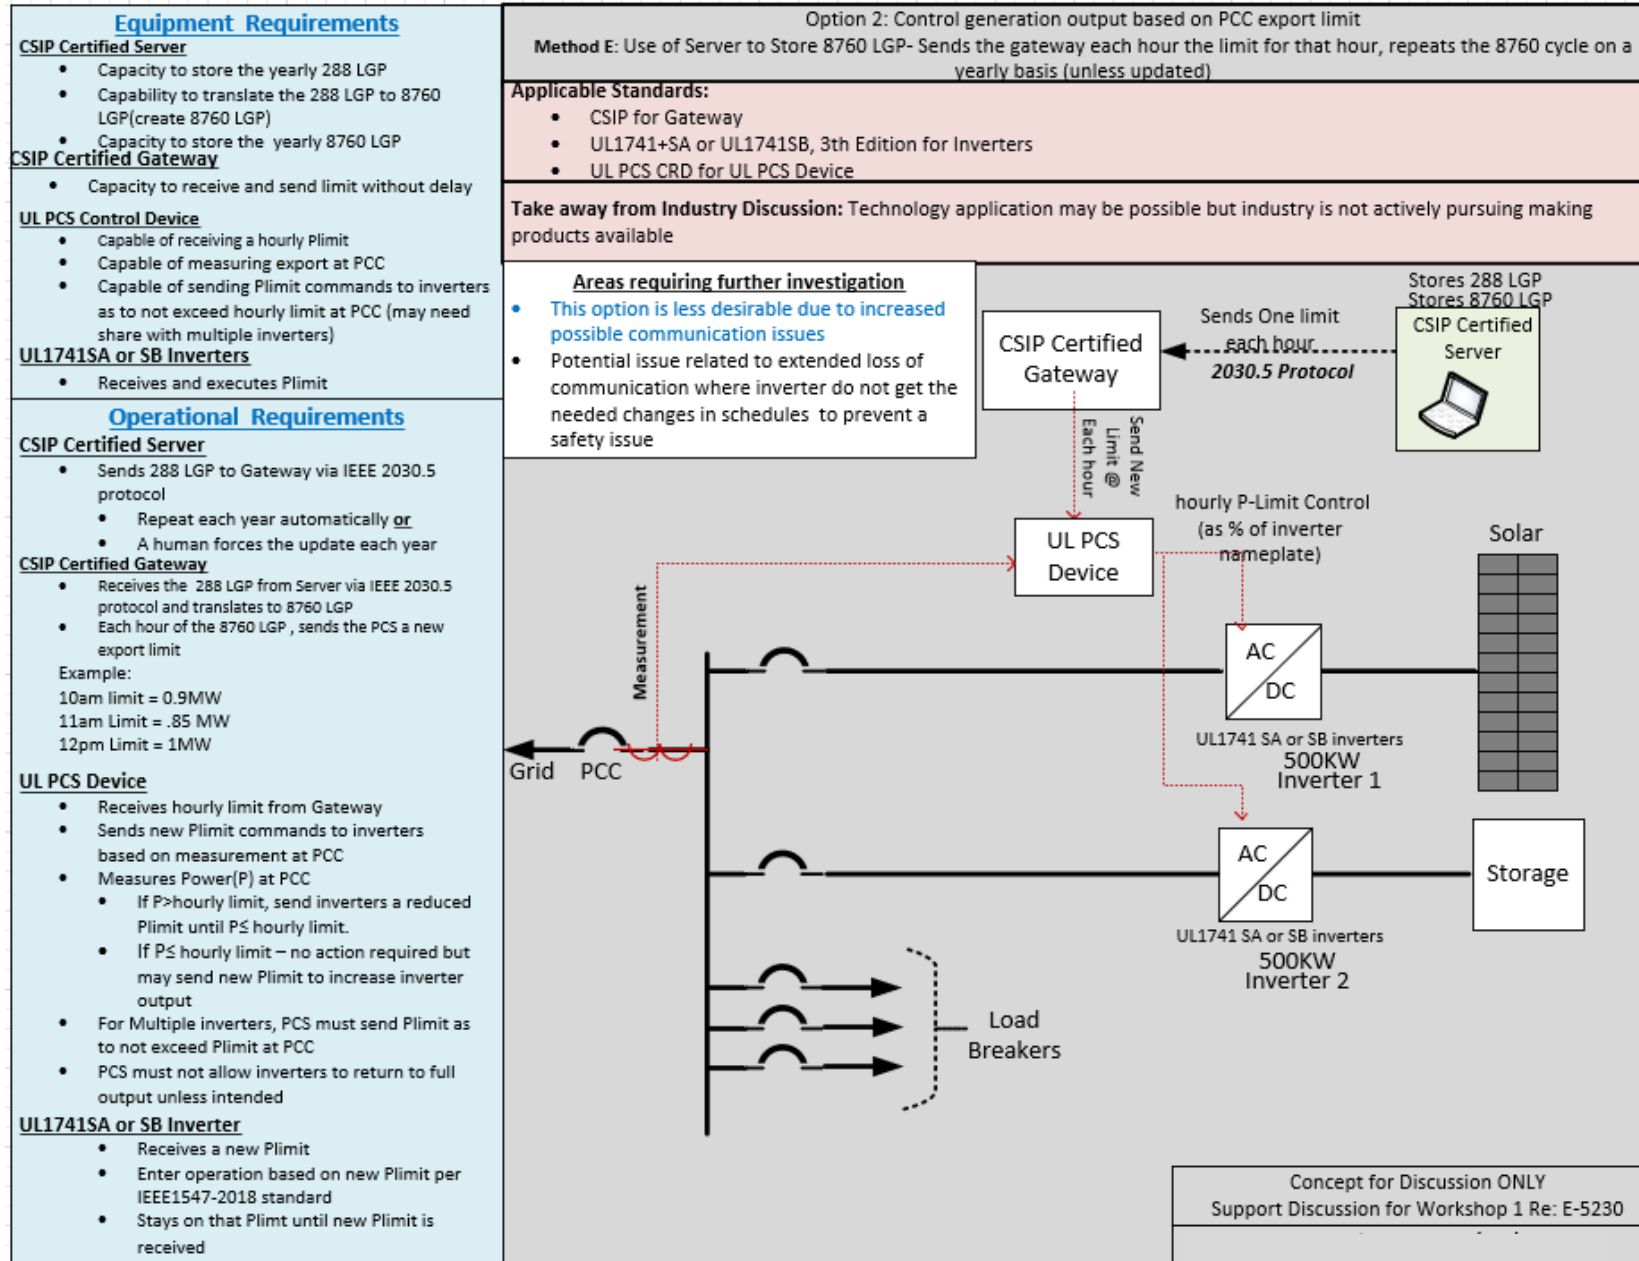 Equipment Requirements
CSIP Certified Server
• Capacity to store the yearly 288 LGP
• Capability to translate the 288 LGP to 8760
LGP(create 8760 LGP)
• Capacity to store the yearly 8760 LGP
CSIP Certified Gateway
• Capacity to receive and send limit without delay
UL PCS Control Device
• Capable of receiving a hourly Plimit
• Capable of measuring export at PCC
• Capable of sending Plimit commands to inverters
as to not exceed hourly limit at PCC (may need
share with multiple inverters)
UL1741SA or SB Inverters
• Receives and executes Plimit
Operational Requirements
CSIP Certified Server
• Sends 288 LGP to Gateway via IEEE 2030.5
protocol
• Repeat each year automatically or
• A human forces the update each year
CSIP Certified Gateway
• Receives the 288 LGP from Server via IEEE 2030.5
protocol and translates to 8760 LGP
• Each hour of the 8760 LGP , sends the PCS a new
export limit
Example:
10am limit = 0.9MW
11am Limit = .85 MW
12pm Limit = 1MW
UL PCS Device
• Receives hourly limit from Gateway
• Sends new Plimit commands to inverters
based on measurement at PCC
• Measures Power(P) at PCC
• If P>hourly limit, send inverters a reduced
Plimit until P≤ hourly limit.
• If P≤ hourly limit – no action required but
may send new Plimit to increase inverter
output
• For Multiple inverters, PCS must send Plimit as
to not exceed Plimit at PCC
• PCS must not allow inverters to return to full
output unless intended
UL1741SA or SB Inverter
• Receives a new Plimit
• Enter operation based on new Plimit per
IEEE1547-2018 standard
• Stays on that Plimt until new Plimit is
received
Option 2: Control generation output based on PCC export limit
Method E: Use of Server to Store 8760 LGP- Sends the gateway each hour the limit for that hour, repeats the 8760 cycle on a
yearly basis (unless updated)
Applicable Standards:
• CSIP for Gateway
• UL1741+SA or UL1741SB, 3th Edition for Inverters
• UL PCS CRD for UL PCS Device
Take away from Industry Discussion: Technology application may be possible but industry is not actively pursuing making
products available
Areas requiring further investigation
• This option is less desirable due to increased
possible communication issues
• Potential issue related to extended loss of
communication where inverter do not get the
needed changes in schedules to prevent a
safety issue
CSIP Certified
Gateway
Sends One limit
each hour
2030.5 Protocol
Stores 288 LGP
Stores 8760 LGP
CSIP Certified
Server
Send New
Limit @
Each hour
UL PCS
Device
hourly P-Limit Control
(as % of inverter
nameplate)
Solar
Measurement
AC
DC
UL1741 SA or SB inverters
500KW
Inverter 1
Grid
PCC
AC
DC
Storage
UL1741 SA or SB inverters
500KW
Inverter 2
Load
Breakers
Concept for Discussion ONLY
Support Discussion for Workshop 1 Re: E-5230